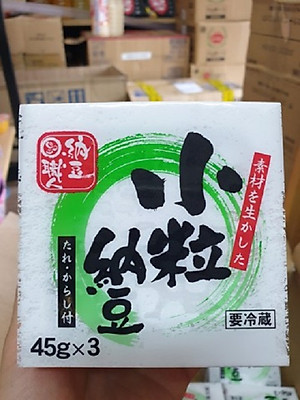 納豆
職人
素材を生かした
小粒
納豆
たれ・からし付
要冷蔵
45g×3